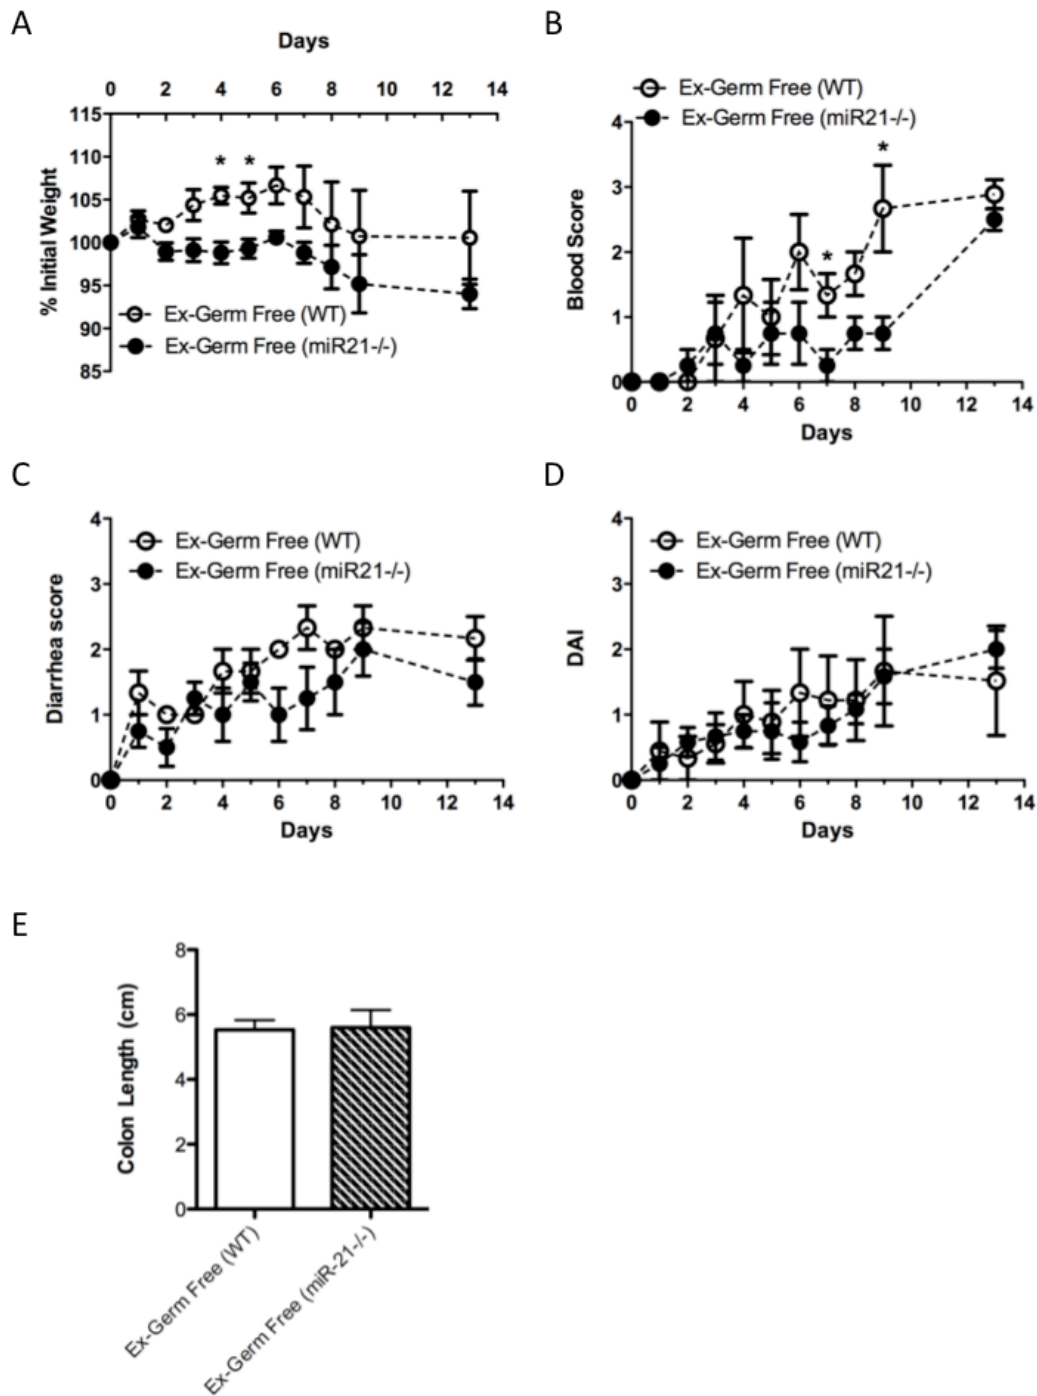 A
Days
0 2 4 6 8 10 12 14
115
110
105
100
95
90
85
% Initial Weight
* *
Ex-Germ Free (WT)
Ex-Germ Free (miR21-/-)
B
Ex-Germ Free (WT)
Ex-Germ Free (miR21-/-)
4
3
2
1
0
Blood Score
*
*
0 2 4 6 8 10 12 14
Days
C
Ex-Germ Free (WT)
Ex-Germ Free (miR21-/-)
4
3
2
1
0
Diarrhea score
0 2 4 6 8 10 12 14
Days
D
Ex-Germ Free (WT)
Ex-Germ Free (miR21-/-)
4
3
2
1
0
DAI
0 2 4 6 8 10 12 14
Days
E
8
6
4
2
0
Colon Length (cm)
Ex-Germ Free (WT)
Ex-Germ Free (miR-21-/-)